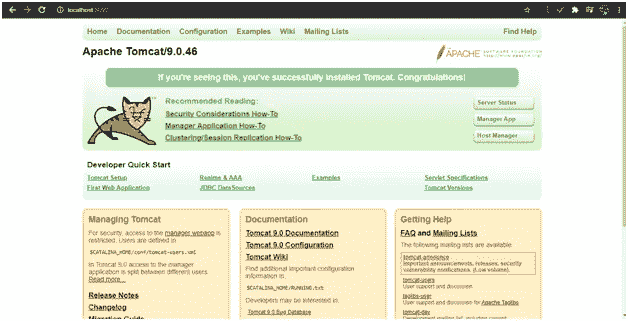 localhost
Home Documentation Configuration Examples Wiki Mailing Lists Find Help
Apache Tomcat/9.0.46
APACHE
SOFTWARE FOUNDATION
If you're seeing this, you've successfully installed Tomcat. Congratulations!
Recommended Reading:
Security Considerations How-To
Manager Application How-To
Clustering/Session Replication How-To
Server Status
Manager App
Host Manager
Developer Quick Start
Tomcat Setup
First Web Application
Realms & AAA
JDBC DataSources
Examples
Servlet Specifications
Tomcat Versions
Managing Tomcat
For security, access to the manager webapp is
restricted. Users are defined in:
$CATALINA_HOME/conf/tomcat-users.xml
In Tomcat 9.0 access to the manager
application is split between different users.
Read more...
Release Notes
Changelog
Migration Guide
Documentation
Tomcat 9.0 Documentation
Tomcat 9.0 Configuration
Tomcat Wiki
Find additional important configuration
information in:
$CATALINA_HOME/RUNNING.txt
Developers may be interested in:
Tomcat 9.0 Bug Database
Getting Help
FAQ and Mailing Lists
The following mailing lists are available:
tomcat-announce
Important announcements, releases, security
vulnerability notifications. (Low volume).
tomcat-users
User support and discussion
taglibs-user
User support and discussion for Apache Taglibs
tomcat-dev